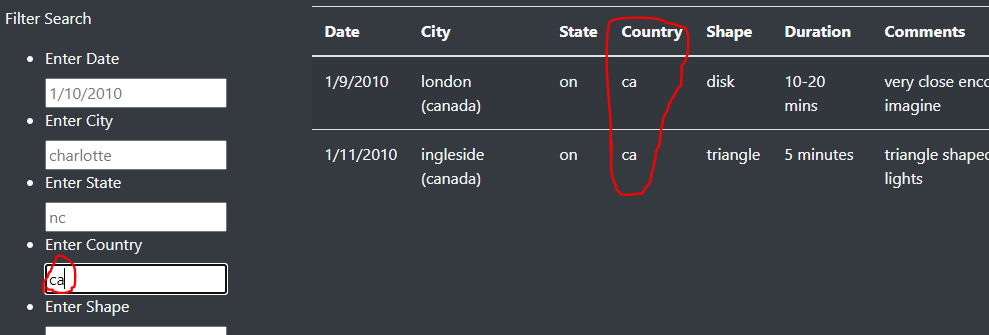 Filter Search
Enter Date
1/10/2010
Enter City
charlotte
Enter State
nc
Enter Country
ca
Enter Shape
Date City State Country Shape Duration Comments
1/9/2010 london on ca disk 10-20 very close enc
(canada) mins imagine
1/11/2010 ingleside on ca triangle 5 minutes triangle shaped
(canada) lights